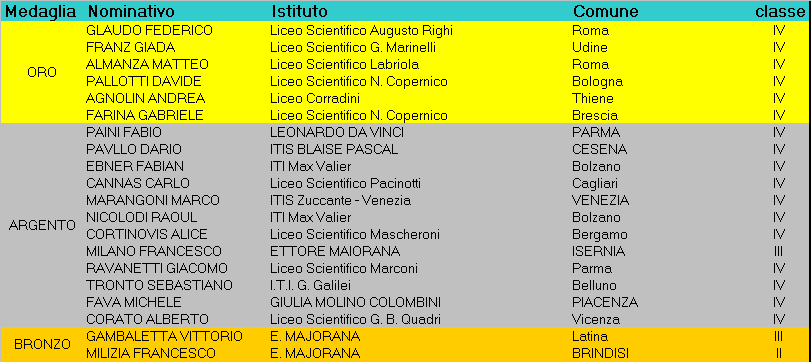 Medaglia Nominativo Istituto Comune classe
GLAUDO FEDERICO Liceo Scientifico Augusto Righi Roma IV
FRANZ GIADA Liceo Scientifico G. Marinelli Udine IV
ALMANZA MATTEO Liceo Scientifico Labriola Roma IV
ORO PALLOTTI DAVIDE Liceo Scientifico N. Copernico Bologna IV
AGNOLIN ANDREA Liceo Corradini Thiene IV
FARINA GABRIELE Liceo Scientifico N. Copernico Brescia IV
PAINI FABIO LEONARDO DA VINCI PARMA IV
PAVLLO DARIO ITIS BLAISE PASCAL CESENA IV
EBNER FABIAN ITI Max Valier Bolzano IV
CANNAS CARLO Liceo Scientifico Pacinotti Cagliari IV
MARANGONI MARCO ITIS Zuccante - Venezia VENEZIA IV
NICOLODI RAOUL ITI Max Valier Bolzano IV
ARGENTO CORTINOVIS ALICE Liceo Scientifico Mascheroni Bergamo IV
MILANO FRANCESCO ETTORE MAIORANA ISERNIA III
RAVANETTI GIACOMO Liceo Scientifico Marconi Parma IV
TRONTO SEBASTIANO I.T.I. G. Galilei Belluno IV
FAVA MICHELE GIULIA MOLINO COLOMBINI PIACENZA IV
CORATO ALBERTO Liceo Scientifico G. B. Quadri Vicenza IV
BRONZO GAMBALETTA VITTORIO E. MAJORANA Latina III
MILIZIA FRANCESCO E. MAJORANA BRINDISI II